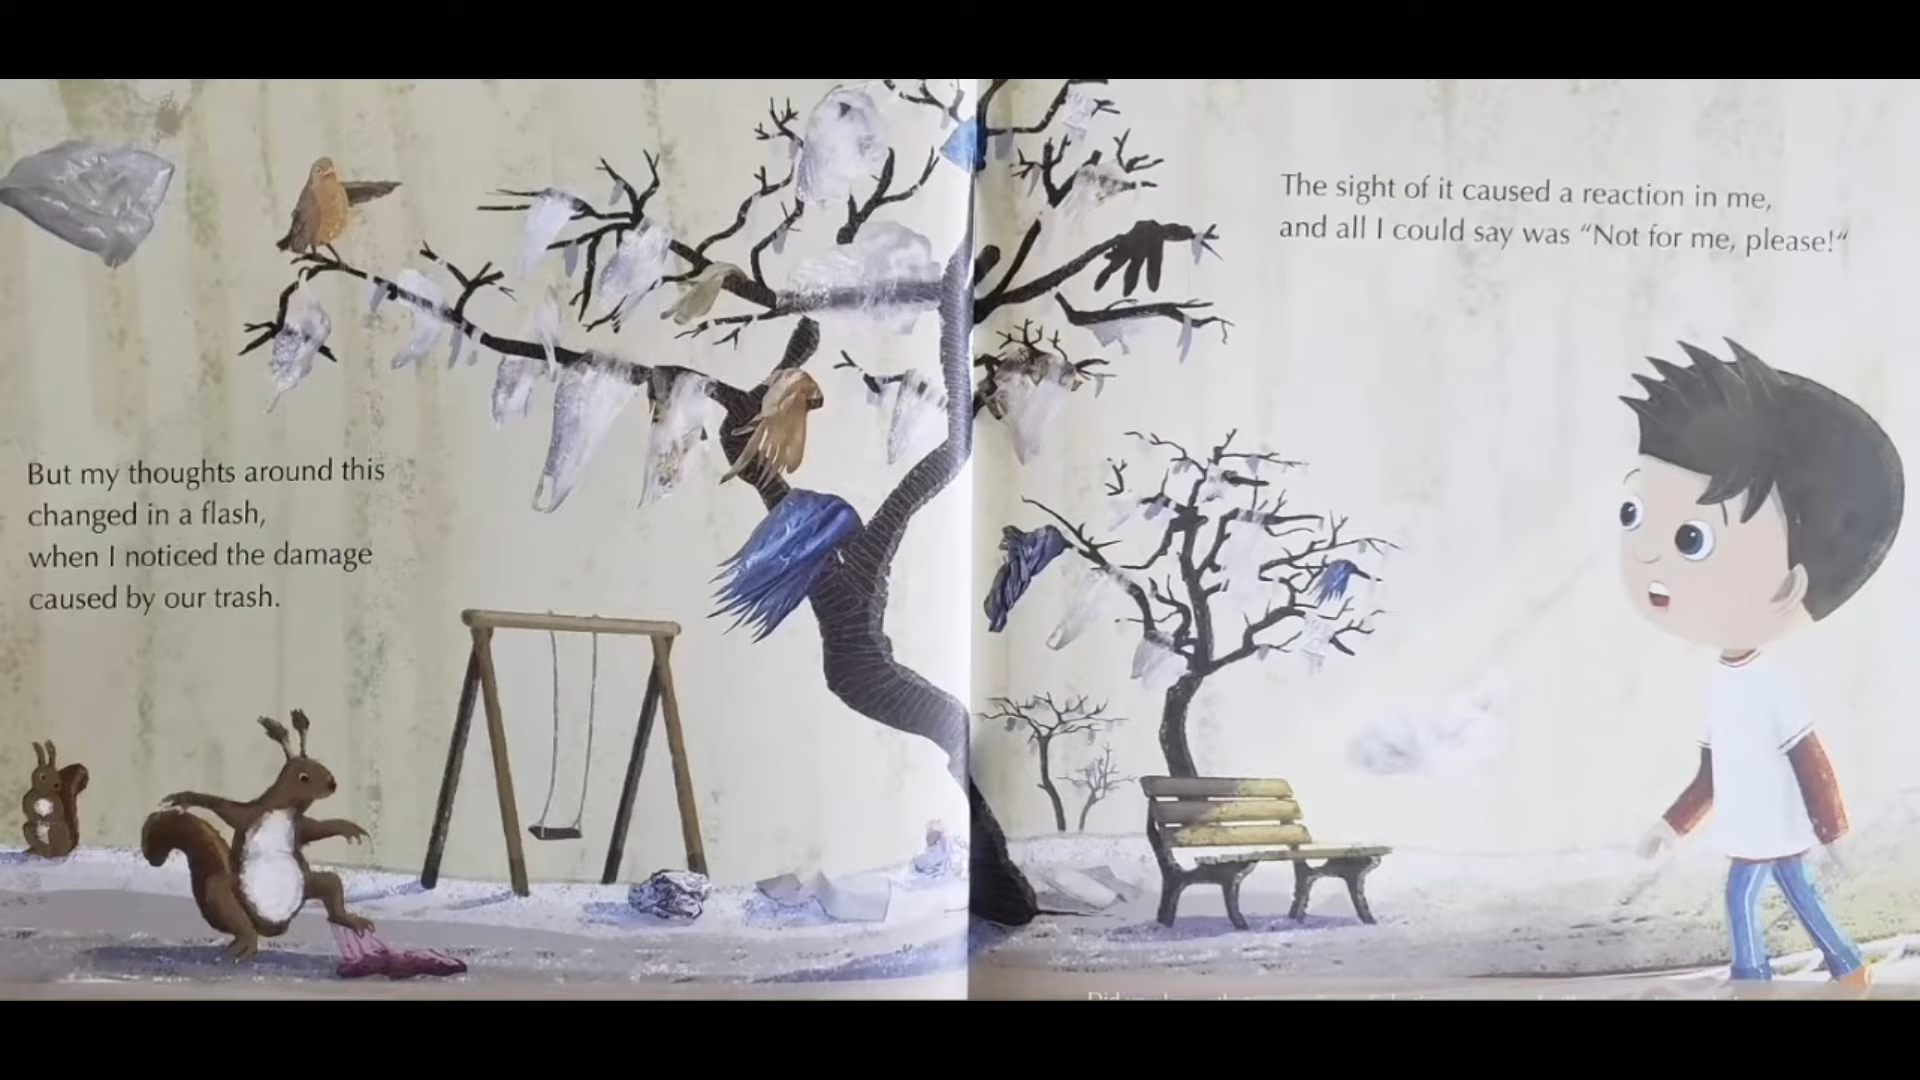 But my thoughts around this
changed in a flash,
when I noticed the damage
caused by our trash.
The sight of it caused a reaction in me,
and all I could say was “Not for me, please!“